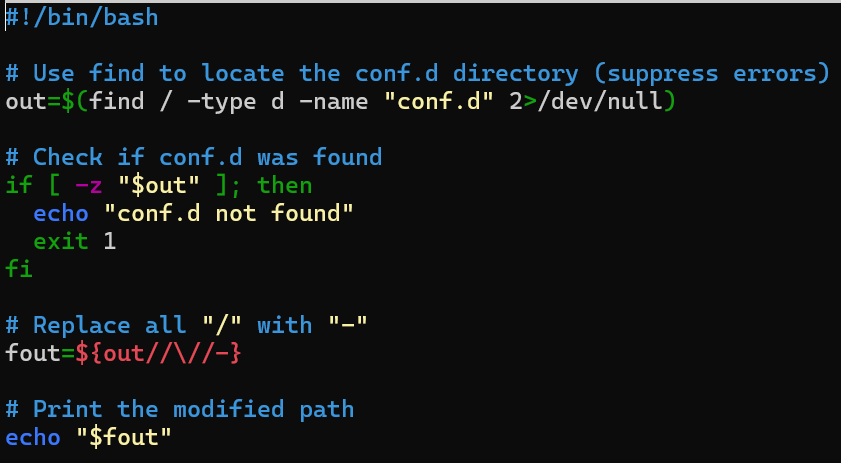 #!/bin/bash
# Use find to locate the conf.d directory (suppress errors)
out=$(find / -type d -name "conf.d" 2>/dev/null)
# Check if conf.d was found
if [ -z "$out" ]; then
  echo "conf.d not found"
  exit 1
fi
# Replace all "/" with "-"
fout=${out//\//-}
# Print the modified path
echo "$fout"